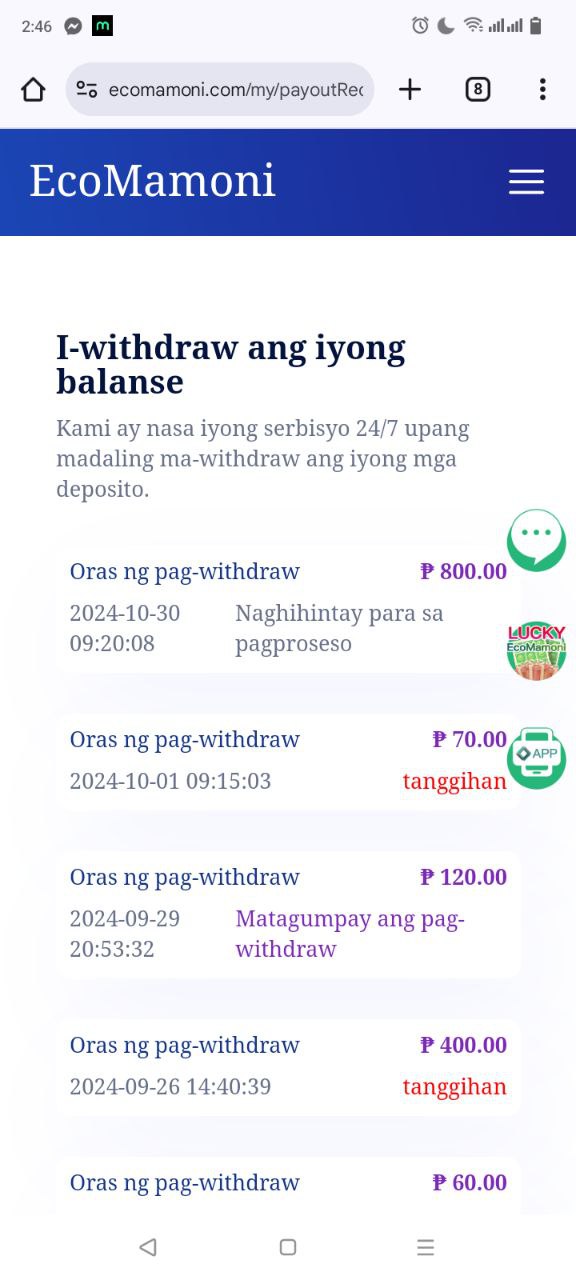 2:46
ecomamoni.com/my/payoutRec
8
EcoMamoni
I-withdraw ang iyong
balanse
Kami ay nasa iyong serbisyo 24/7 upang
madaling ma-withdraw ang iyong mga
deposito.
Oras ng pag-withdraw ₱ 800.00
2024-10-30 Naghihintay para sa
09:20:08 pagproseso
LUCKY
EcoMamoni
Oras ng pag-withdraw ₱ 70.00
APP
2024-10-01 09:15:03 tanggihan
Oras ng pag-withdraw ₱ 120.00
2024-09-29 Matagumpay ang pag-
20:53:32 withdraw
Oras ng pag-withdraw ₱ 400.00
2024-09-26 14:40:39 tanggihan
Oras ng pag-withdraw ₱ 60.00